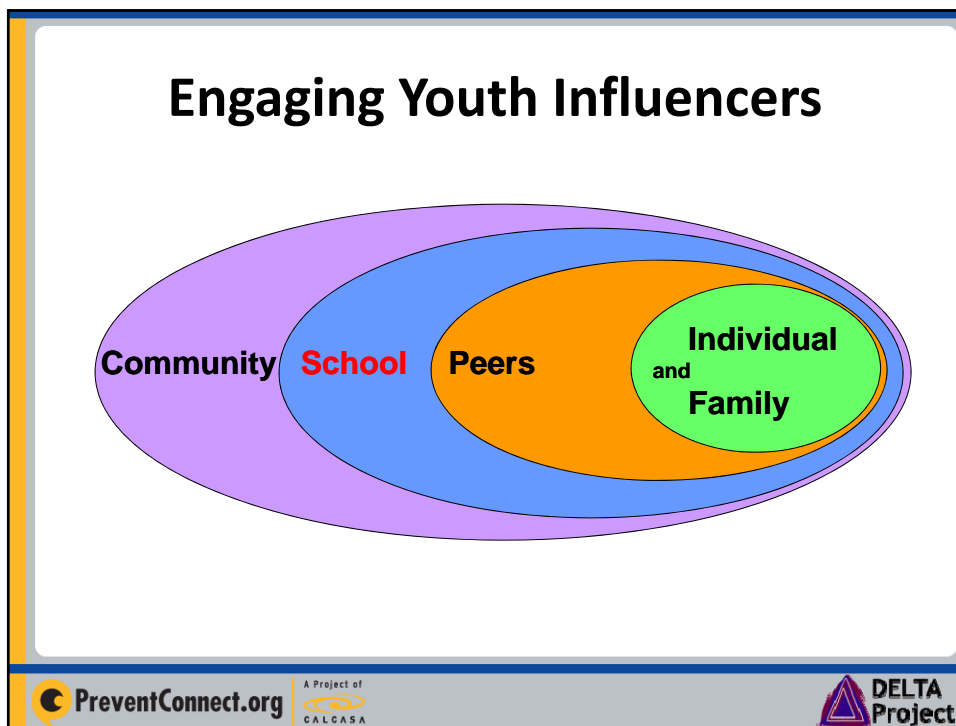 Engaging Youth Influencers
Community School Peers
Individual
and
Family
PreventConnect.org
A Project of
CALCASA
DELTA
Project